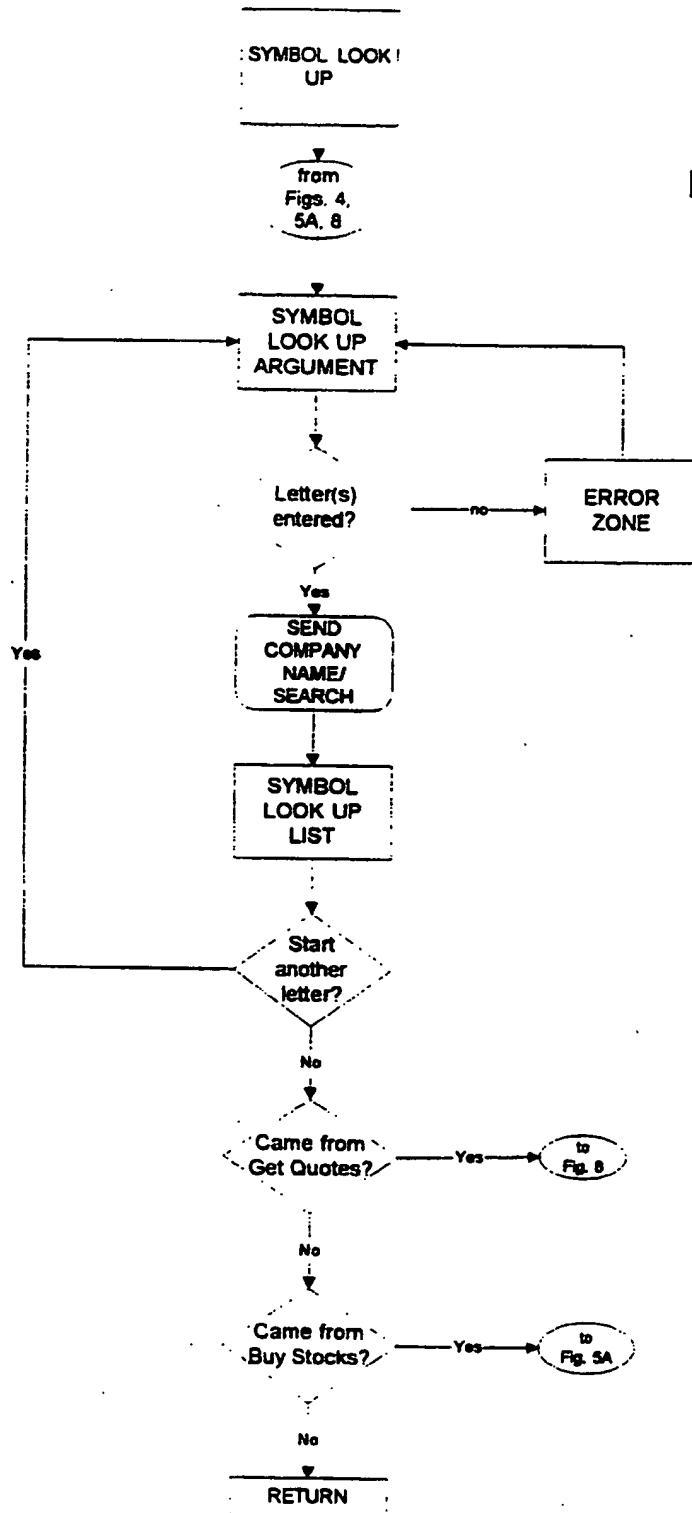 SYMBOL LOOK
UP
from
Figs. 4,
5A, 8
SYMBOL
LOOK UP
ARGUMENT
Letter(s)
entered?
no
ERROR
ZONE
Yes
SEND
COMPANY
NAME/
SEARCH
Yes
SYMBOL
LOOK UP
LIST
Start
another
letter?
No
Came from
Get Quotes?
Yes
to
Fig. 8
No
Came from
Buy Stocks?
Yes
to
Fig. 5A
No
RETURN